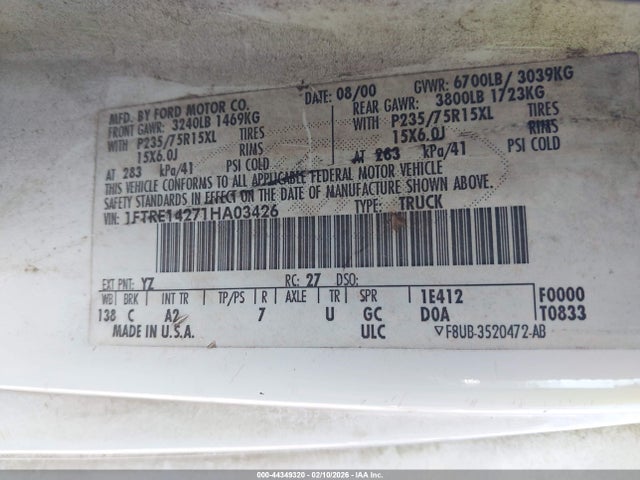 MFD. BY FORD MOTOR CO.
DATE: 08/00
GVWR: 6700LB/ 3039KG
FRONT GAWR: 3240LB 1469KG
REAR GAWR: 3800LB 1723KG
WITH P235/75R15XL TIRES
WITH P235/75R15XL TIRES
15X6.0J RIMS
15X6.0J RIMS
AT 283 kPa/41 PSI COLD
AT 283 kPa/41 PSI COLD
THIS VEHICLE CONFORMS TO ALL APPLICABLE FEDERAL MOTOR VEHICLE
SAFETY STANDARDS IN EFFECT ON THE DATE OF MANUFACTURE SHOWN ABOVE.
VIN: 1FTRE14271HA03426
TYPE: TRUCK
EXT PNT: YZ RC: 27 DSO:
WB BRK INT TR TP/PS R AXLE TR SPR 1E412 F0000
138 C A2 7 U GC D0A T0833
MADE IN U.S.A. ULC F8UB-3520472-AB
000-44349320 - 02/10/2026 - IAA Inc.